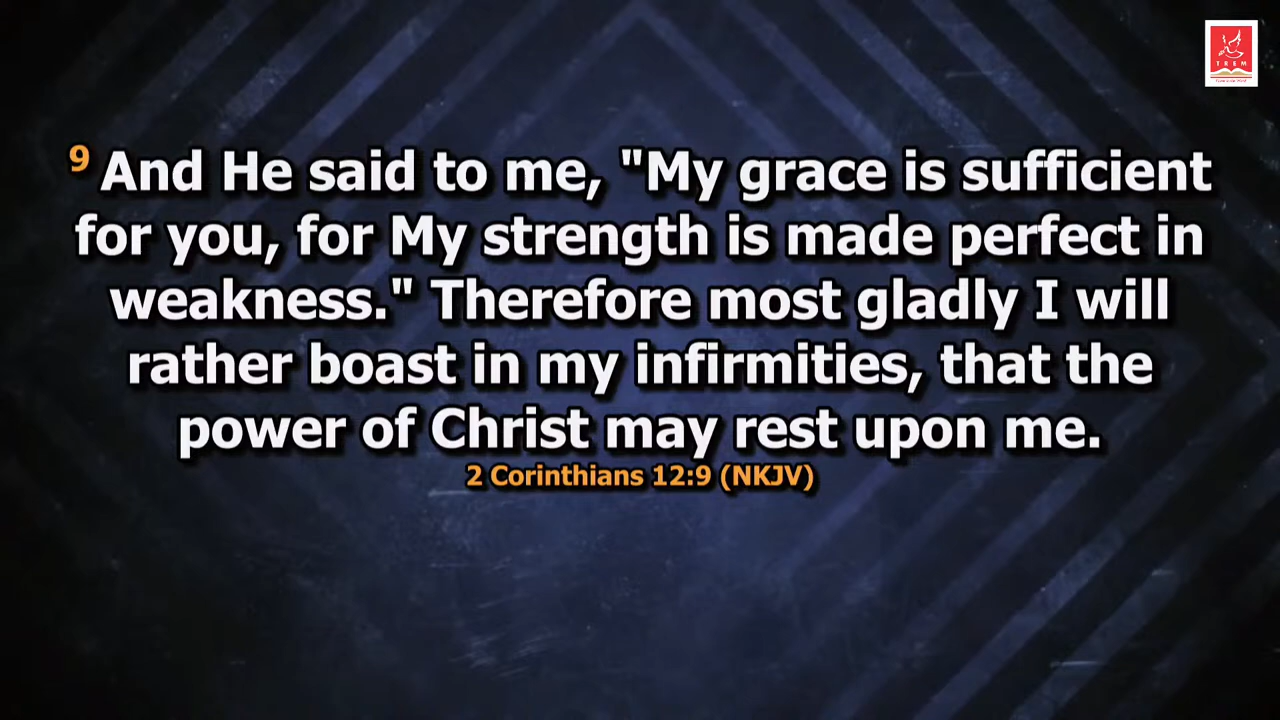 TREM
9 And He said to me, "My grace is sufficient
for you, for My strength is made perfect in
weakness." Therefore most gladly I will
rather boast in my infirmities, that the
power of Christ may rest upon me.
2 Corinthians 12:9 (NKJV)